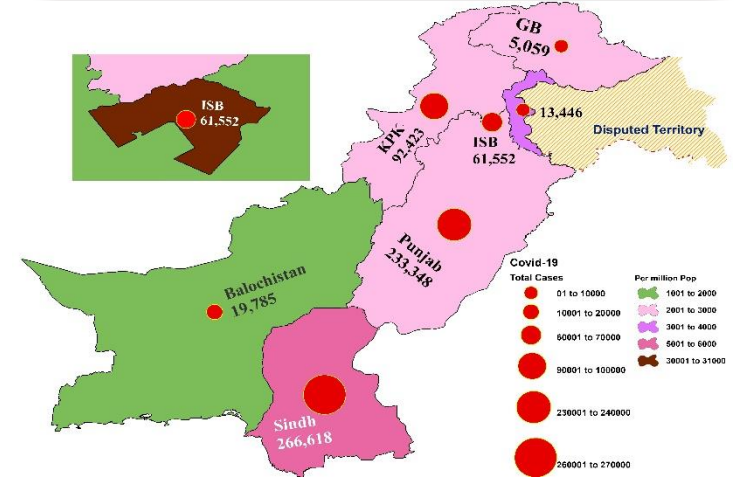 GB
5,059
ISB
61,552
KPK
92,423
ISB
61,552
13,446
Disputed Territory
Punjab
233,348
Balochistan
19,785
Sindh
266,618
Covid-19
Total Cases
01 to 10000
10001 to 20000
60001 to 70000
90001 to 100000
230001 to 240000
260001 to 270000
Per million Pop
1001 to 2000
2001 to 3000
3001 to 4000
5001 to 6000
30001 to 31000